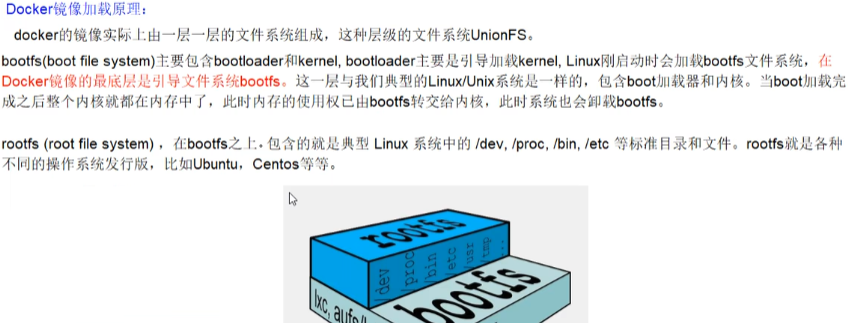 Docker镜像加载原理：
docker的镜像实际上由一层一层的文件系统组成，这种层级的文件系统UnionFS。
bootfs(boot file system)主要包含bootloader和kernel, bootloader主要是引导加载kernel, Linux刚启动时会加载bootfs文件系统，在
Docker镜像的最底层是引导文件系统bootfs。这一层与我们典型的Linux/Unix系统是一样的，包含boot加载器和内核。当boot加载完
成之后整个内核就都在内存中了，此时内存的使用权已由bootfs转交给内核，此时系统也会卸载bootfs。
rootfs (root file system) ，在bootfs之上。包含的就是典型 Linux 系统中的 /dev, /proc, /bin, /etc 等标准目录和文件。rootfs就是各种
不同的操作系统发行版，比如Ubuntu，Centos等等。
rootfs
/dev
/proc
/bin
/etc
/usr
/tmp
...
bootfs
lxc, aufs/